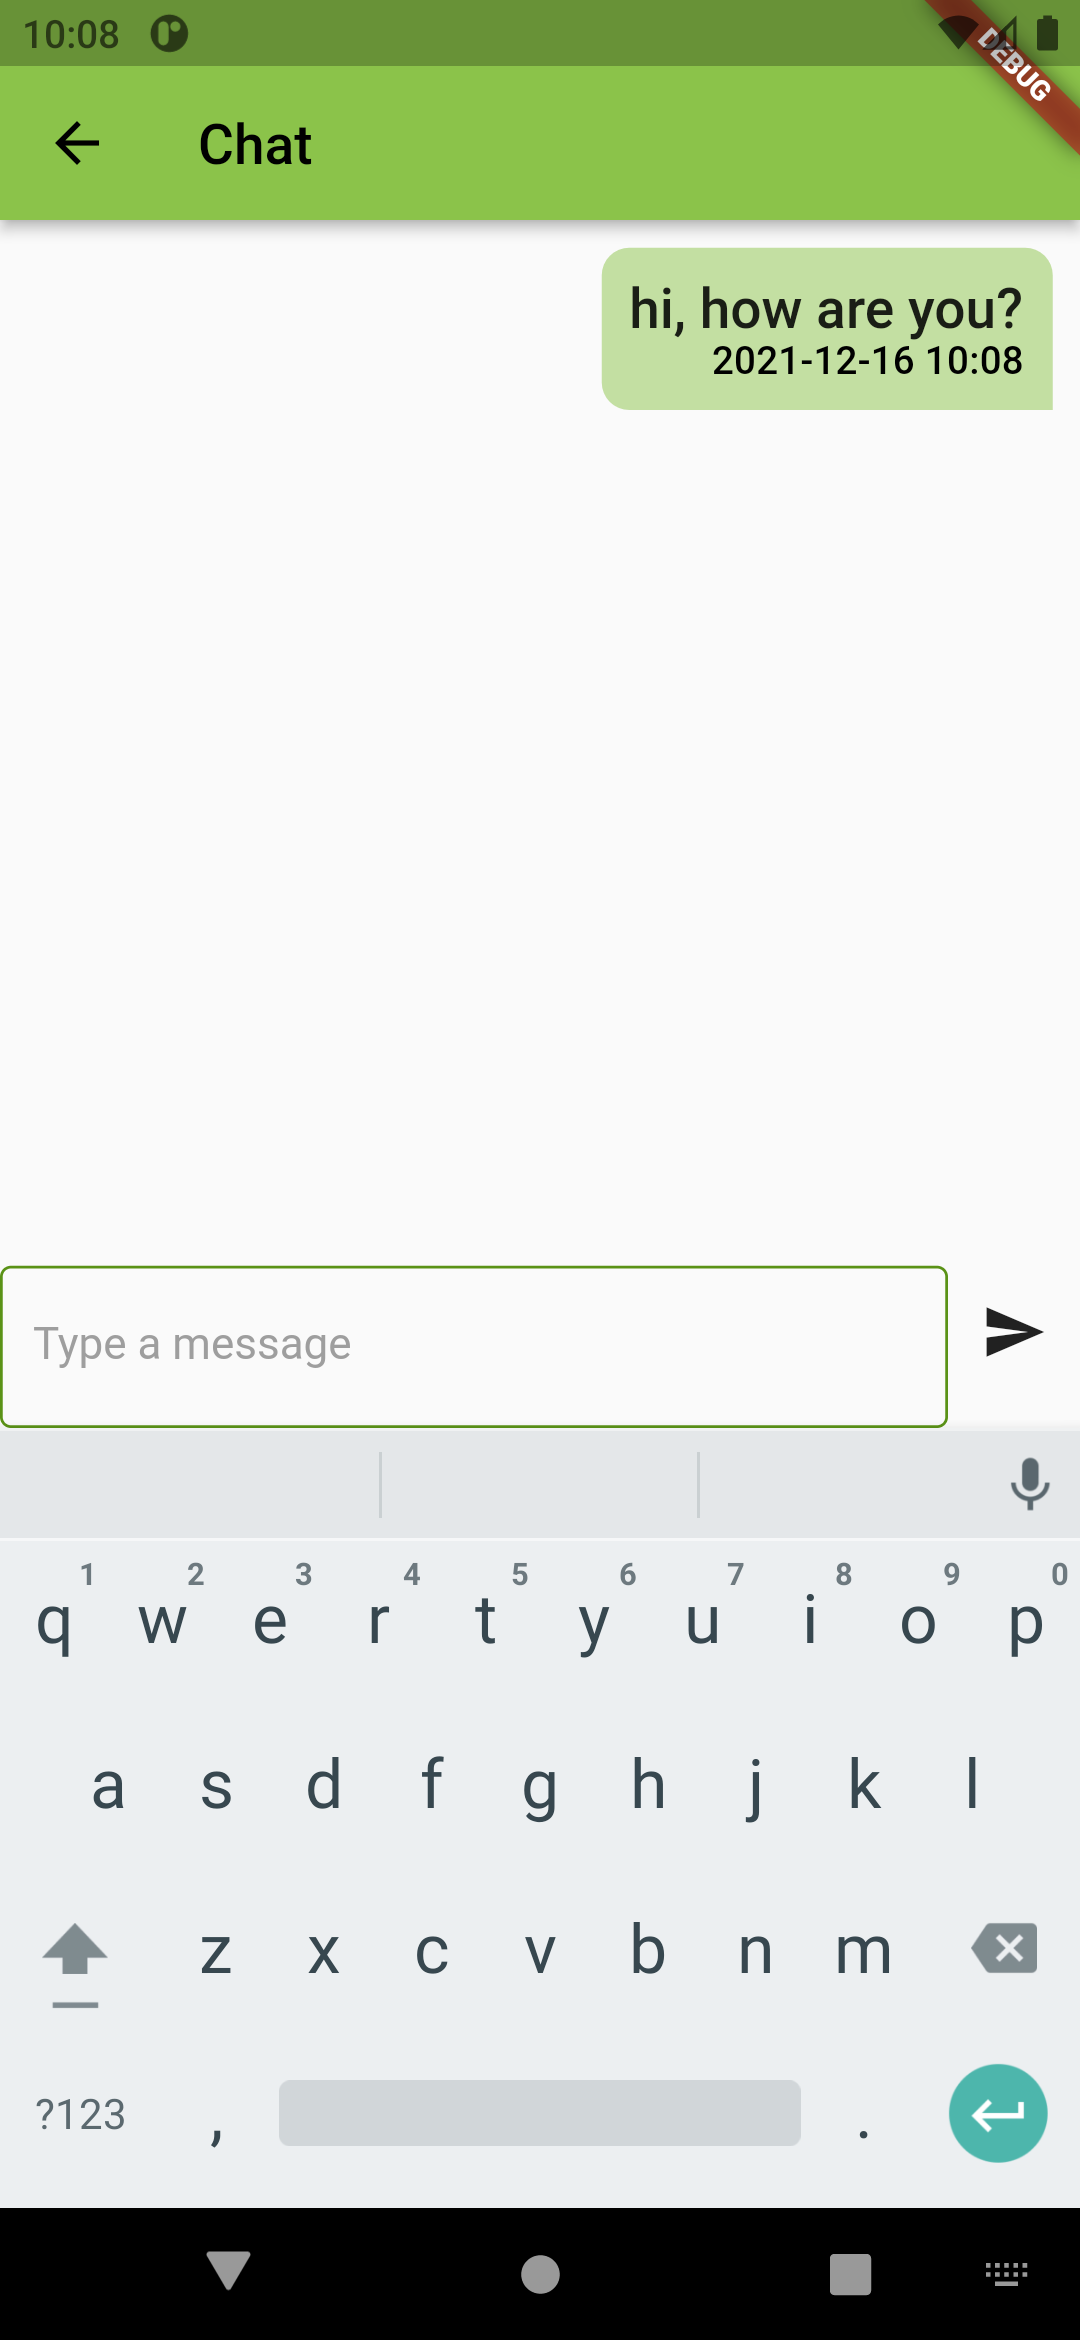 10:08
DEBUG
Chat
hi, how are you?
2021-12-16 10:08
Type a message
1 2 3 4 5 6 7 8 9 0
q w e r t y u i o p
a s d f g h j k l
z x c v b n m
?123 , .